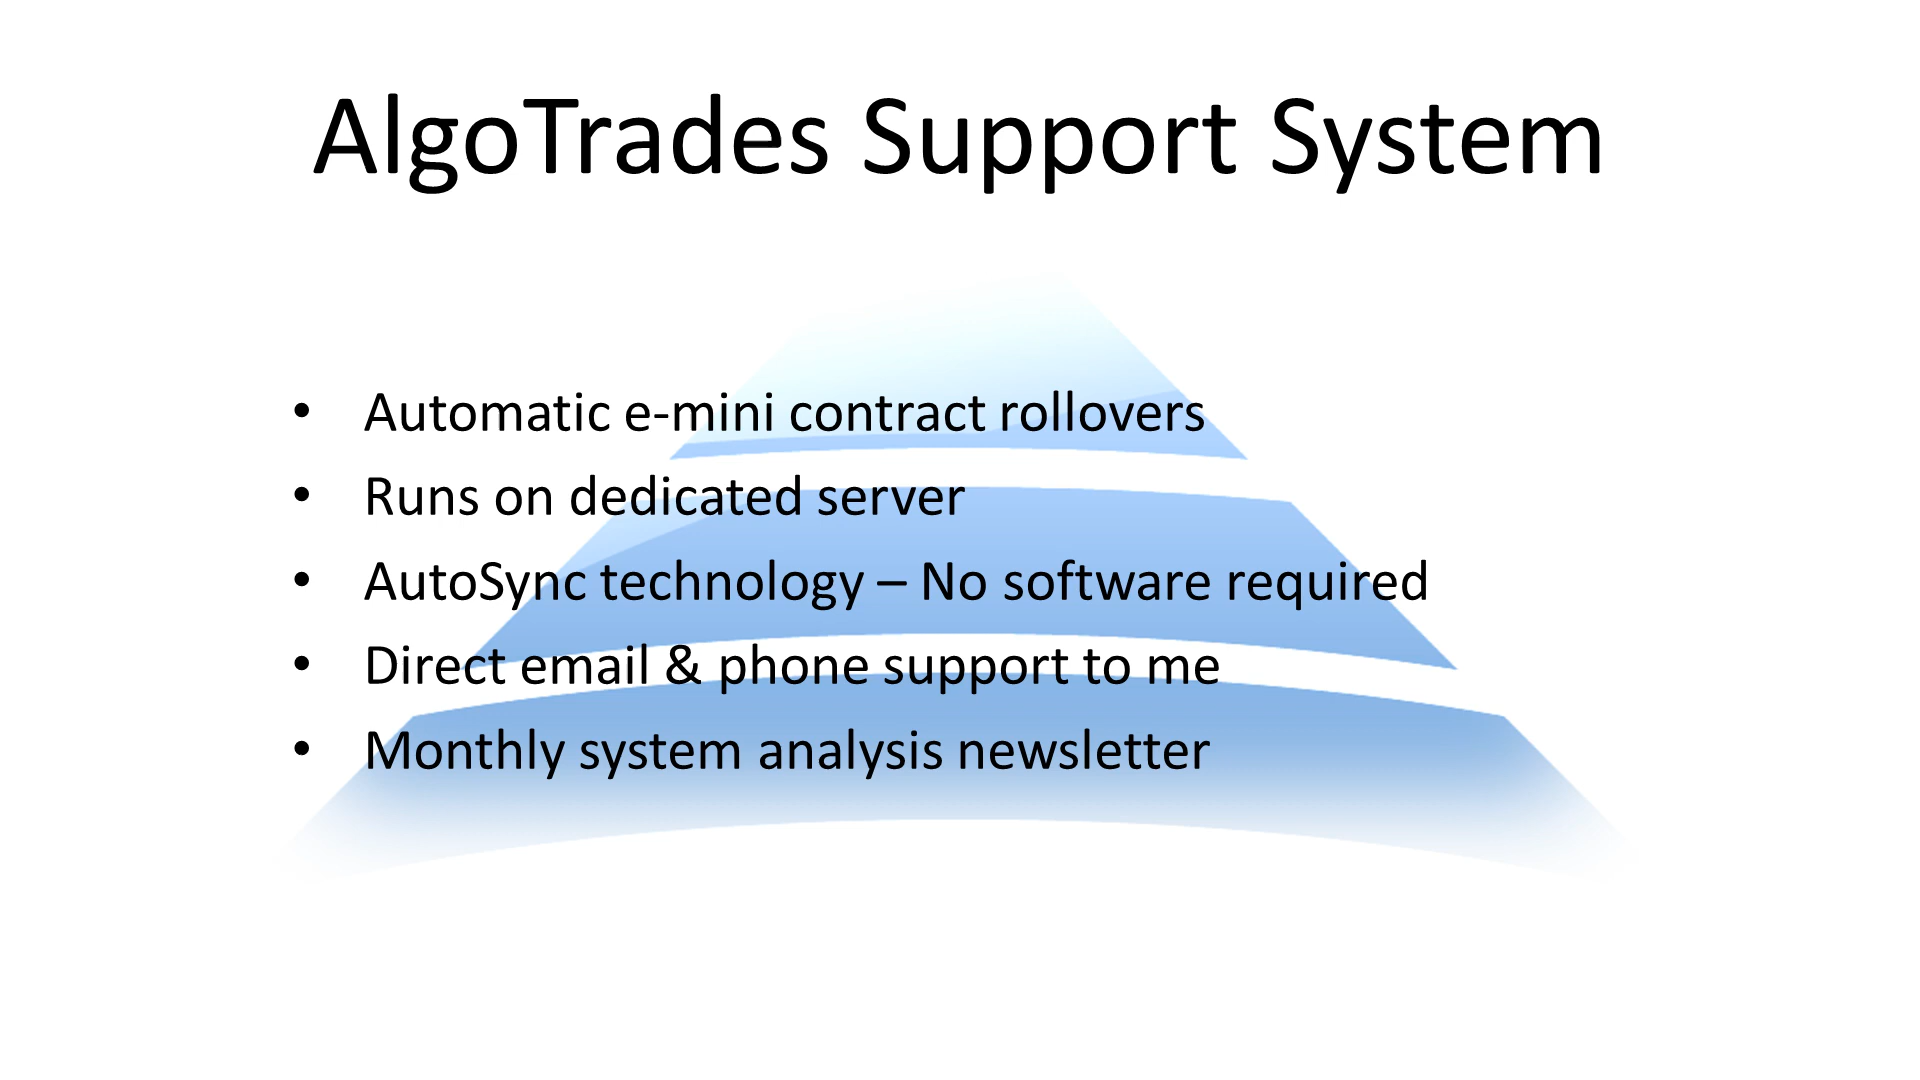 AlgoTrades Support System
• Automatic e-mini contract rollovers
• Runs on dedicated server
• AutoSync technology – No software required
• Direct email & phone support to me
• Monthly system analysis newsletter